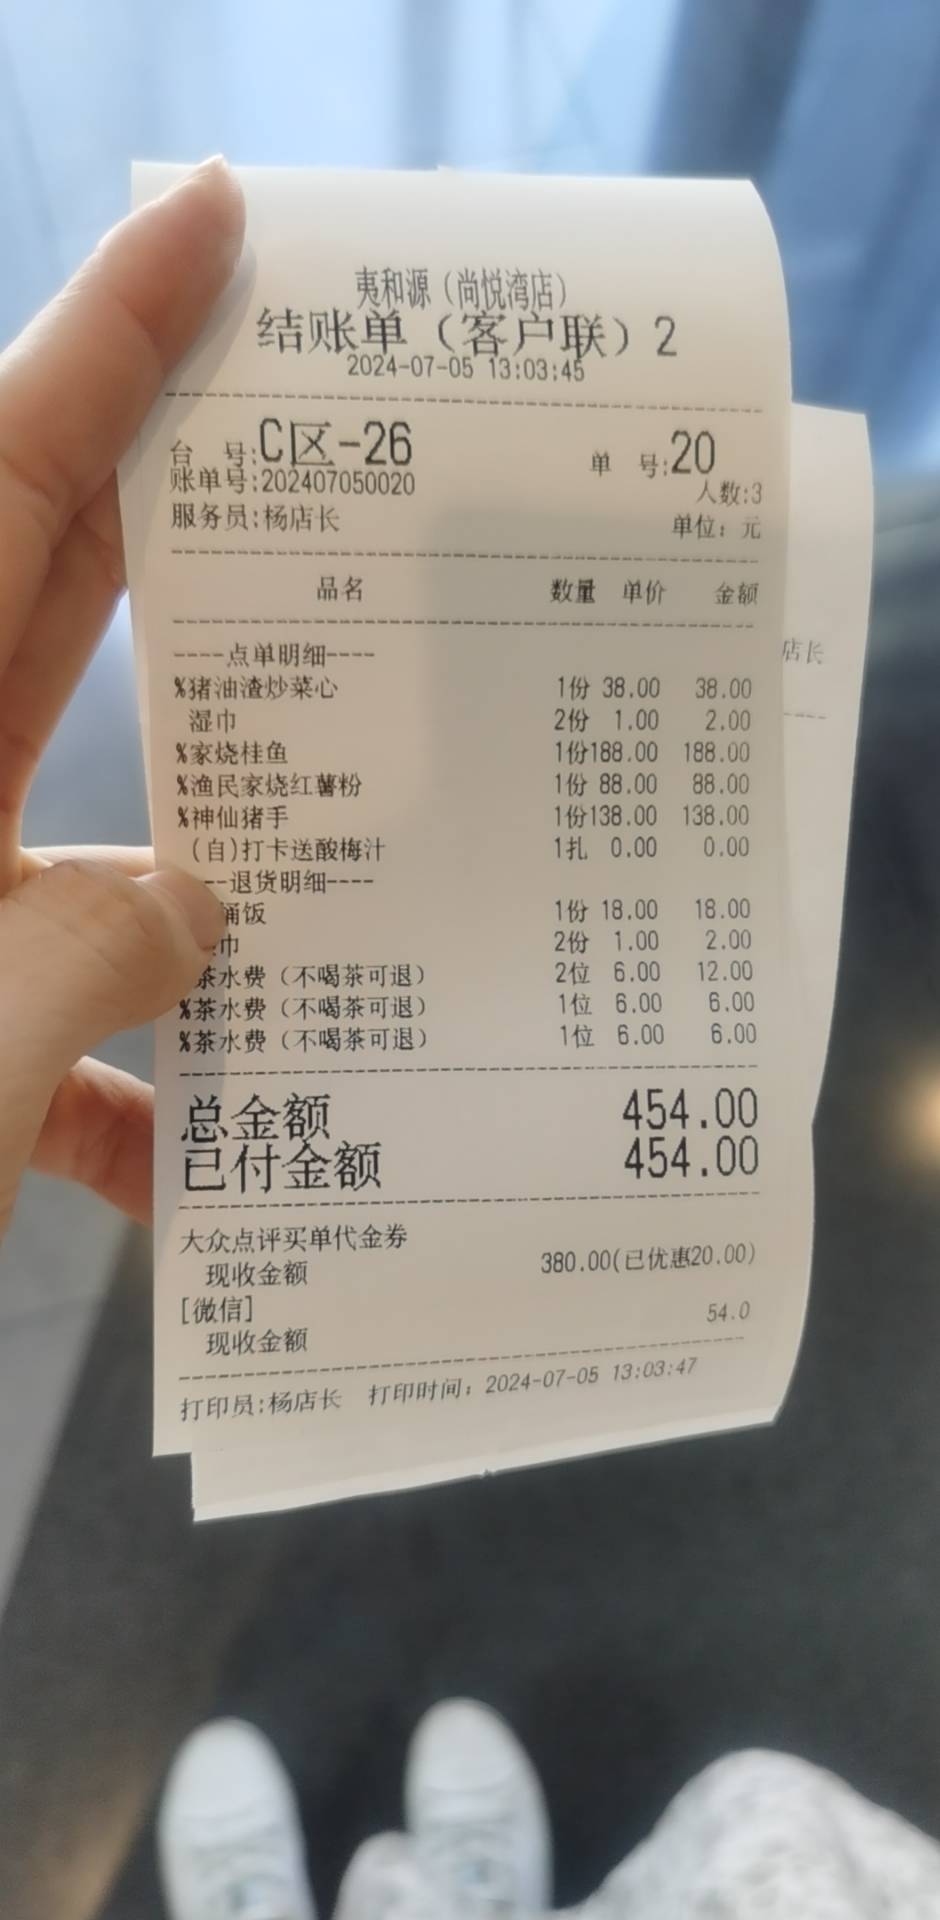 夷和源（尚悦湾店）
结账单（客户联）2
2024-07-05 13:03:45
台 号:C区-26 单 号:20
账单号:202407050020 人数:3
服务员:杨店长 单位：元
品名 数量 单价 金额
----点单明细----
%猪油渣炒菜心 1份 38.00 38.00
湿巾 2份 1.00 2.00
%家烧桂鱼 1份188.00 188.00
%渔民家烧红薯粉 1份 88.00 88.00
%神仙猪手 1份138.00 138.00
(自)打卡送酸梅汁 1扎 0.00 0.00
--退货明细----
桶饭 1份 18.00 18.00
巾 2份 1.00 2.00
茶水费（不喝茶可退） 2位 6.00 12.00
%茶水费（不喝茶可退） 1位 6.00 6.00
%茶水费（不喝茶可退） 1位 6.00 6.00
总金额 454.00
已付金额 454.00
大众点评买单代金券
现收金额 380.00(已优惠20.00)
[微信]
现收金额 54.0
打印员:杨店长 打印时间：2024-07-05 13:03:47
店长